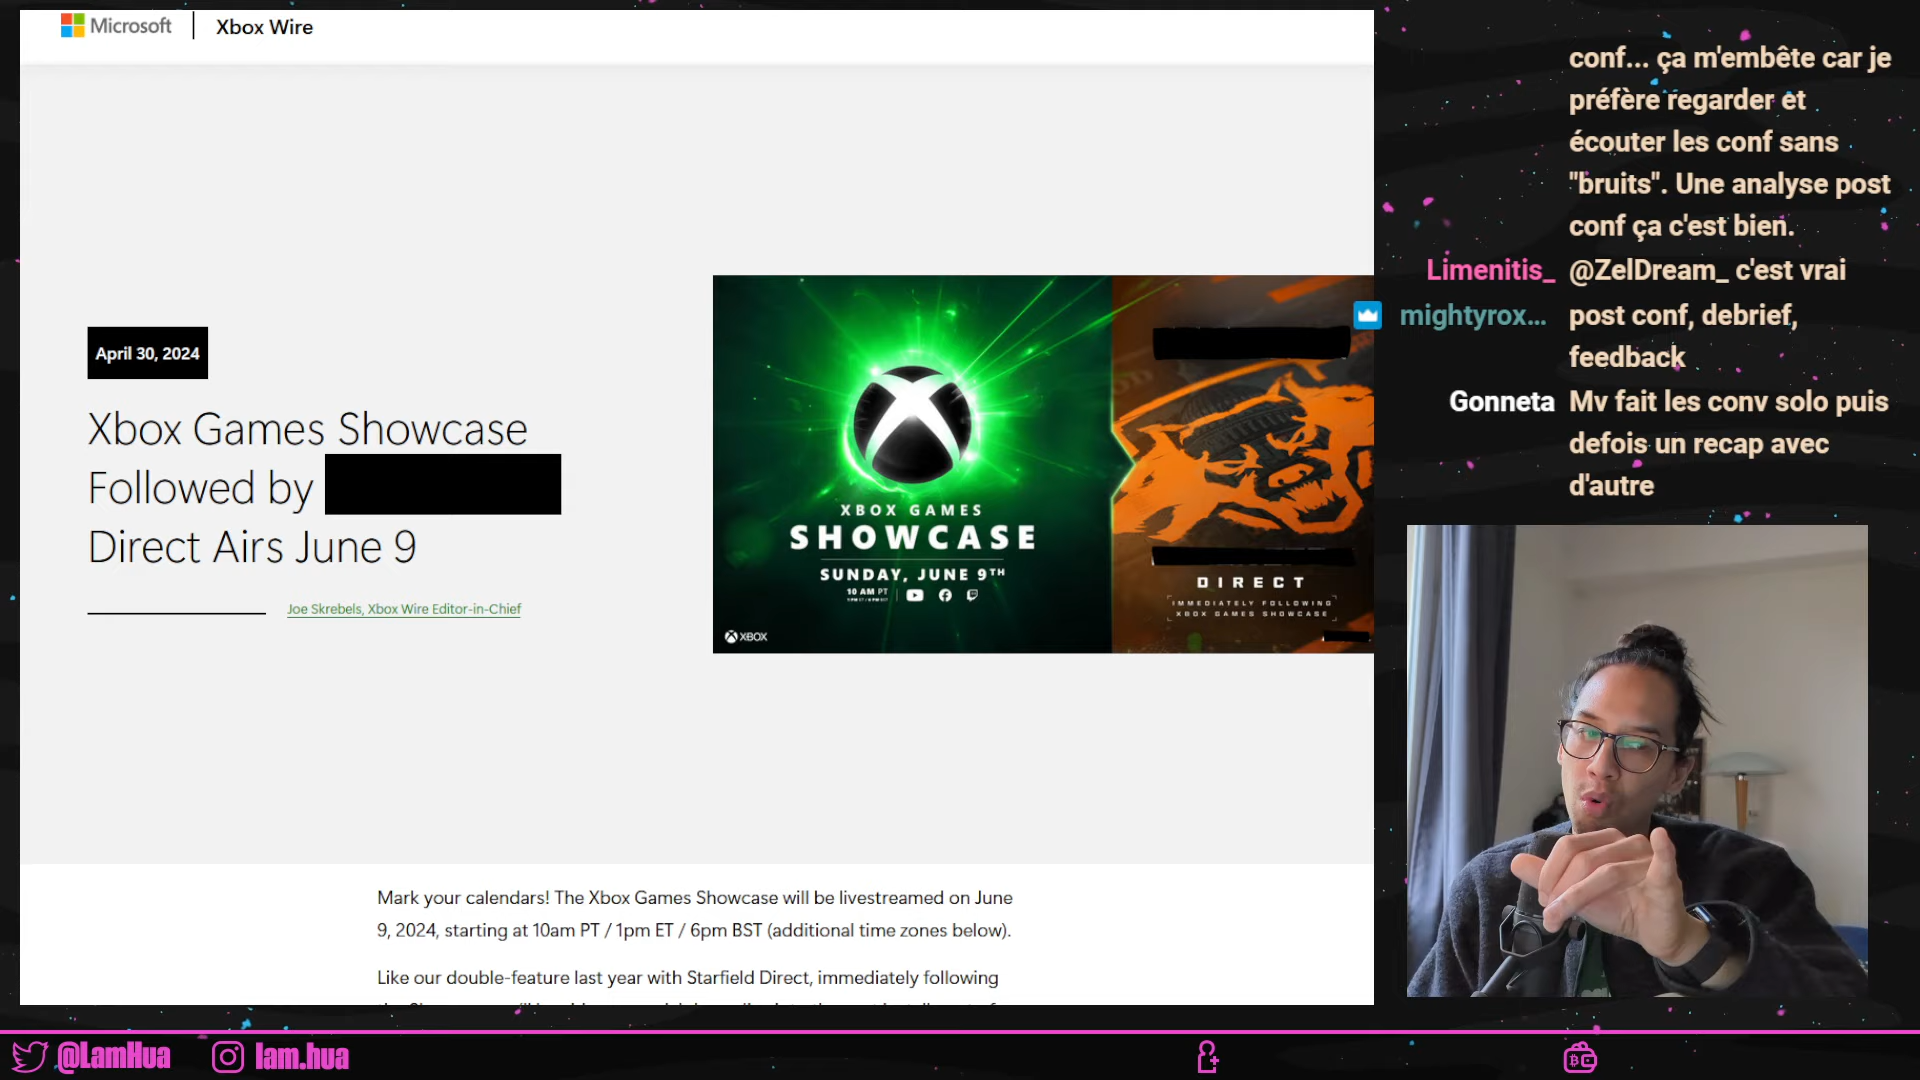 Microsoft | Xbox Wire
April 30, 2024
Xbox Games Showcase
Followed by
Direct Airs June 9
Joe Skrebels, Xbox Wire Editor-in-Chief
XBOX GAMES
SHOWCASE
SUNDAY, JUNE 9TH
10 AM PT
XBOX
DIRECT
IMMEDIATELY FOLLOWING
XBOX GAMES SHOWCASE
Mark your calendars! The Xbox Games Showcase will be livestreamed on June
9, 2024, starting at 10am PT / 1pm ET / 6pm BST (additional time zones below).
Like our double-feature last year with Starfield Direct, immediately following
conf... ça m'embête car je
préfère regarder et
écouter les conf sans
"bruits". Une analyse post
conf ça c'est bien.
Limenitis_ @ZelDream_ c'est vrai
mightyrox... post conf, debrief,
feedback
Gonneta Mv fait les conv solo puis
defois un recap avec
d'autre
@LamHua
lam.hua